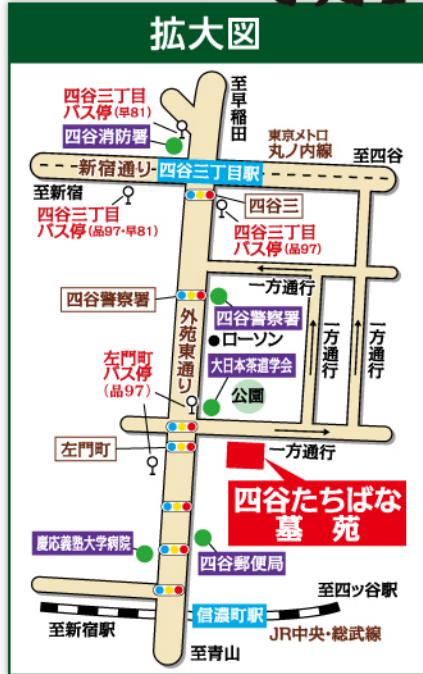 拡大図
至早稲田
四谷三丁目
バス停(早81)
四谷消防署
東京メトロ
丸ノ内線
至四谷
新宿通り
四谷三丁目駅
至新宿
四谷三
四谷三丁目
バス停(品97・早81)
四谷三丁目
バス停(品97)
一方通行
四谷警察署
四谷警察署
外苑東通り
ローソン
一方通行
一方通行
左門町
バス停
(品97)
大日本茶道学会
公園
左門町
一方通行
四谷たちばな
墓苑
慶応義塾大学病院
四谷郵便局
至四ッ谷駅
信濃町駅
至新宿駅
JR中央・総武線
至青山